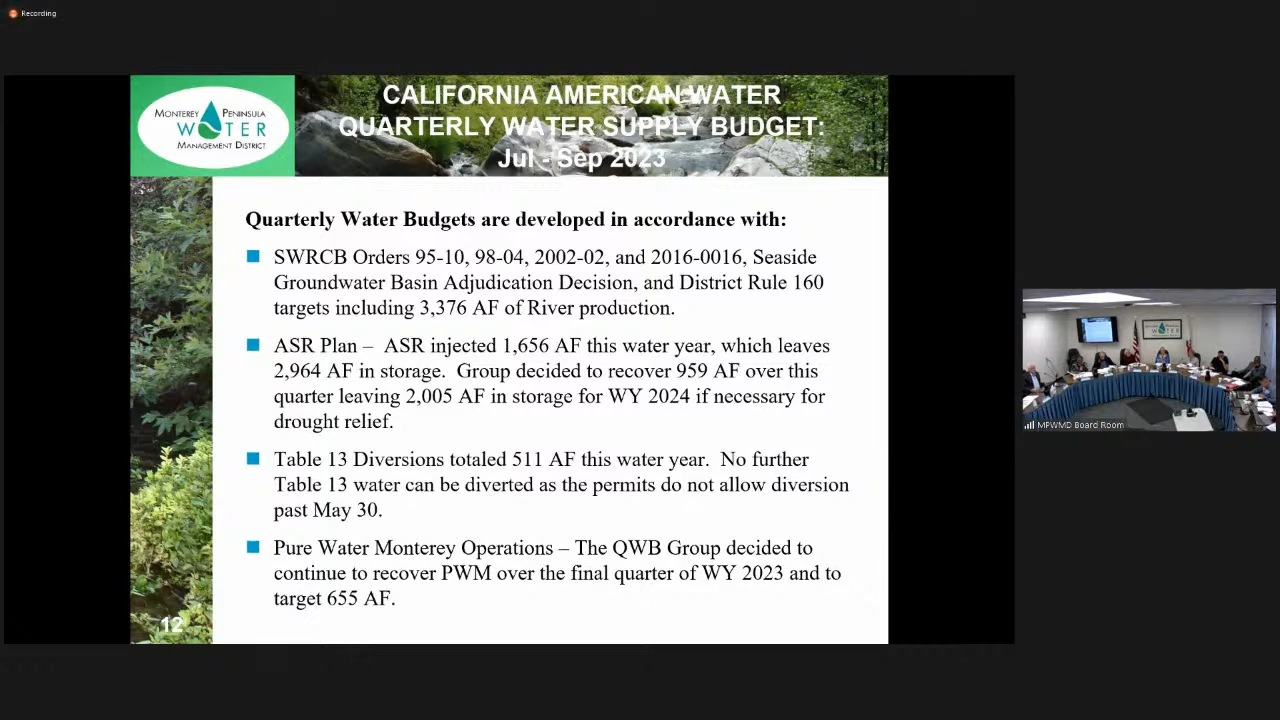 Recording
MONTEREY PENINSULA
WATER
MANAGEMENT DISTRICT
CALIFORNIA AMERICAN WATER
QUARTERLY WATER SUPPLY BUDGET:
Jul - Sep 2023
Quarterly Water Budgets are developed in accordance with:
SWRCB Orders 95-10, 98-04, 2002-02, and 2016-0016, Seaside
Groundwater Basin Adjudication Decision, and District Rule 160
targets including 3,376 AF of River production.
ASR Plan – ASR injected 1,656 AF this water year, which leaves
2,964 AF in storage. Group decided to recover 959 AF over this
quarter leaving 2,005 AF in storage for WY 2024 if necessary for
drought relief.
Table 13 Diversions totaled 511 AF this water year. No further
Table 13 water can be diverted as the permits do not allow diversion
past May 30.
Pure Water Monterey Operations – The QWB Group decided to
continue to recover PWM over the final quarter of WY 2023 and to
target 655 AF.
12
WATER
MPWMD Board Room